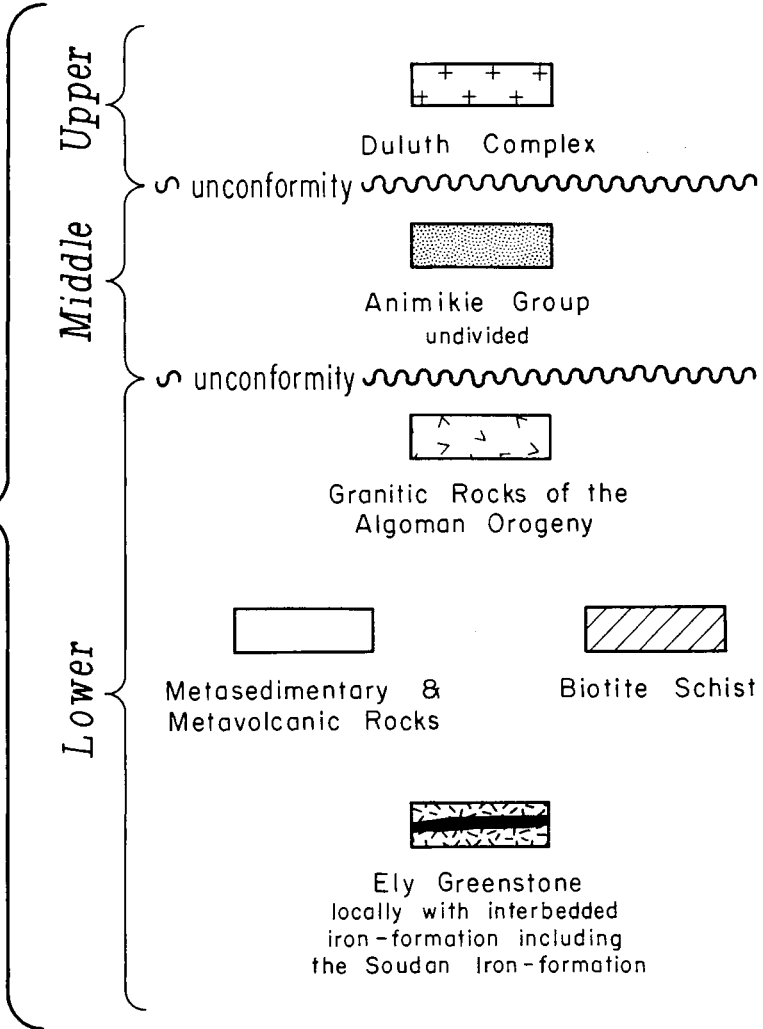 Upper
Duluth Complex
unconformity
Middle
Animikie Group
undivided
unconformity
Granitic Rocks of the
Algoman Orogeny
Lower
Metasedimentary &
Metavolcanic Rocks
Biotite Schist
Ely Greenstone
locally with interbedded
iron-formation including
the Soudan Iron-formation